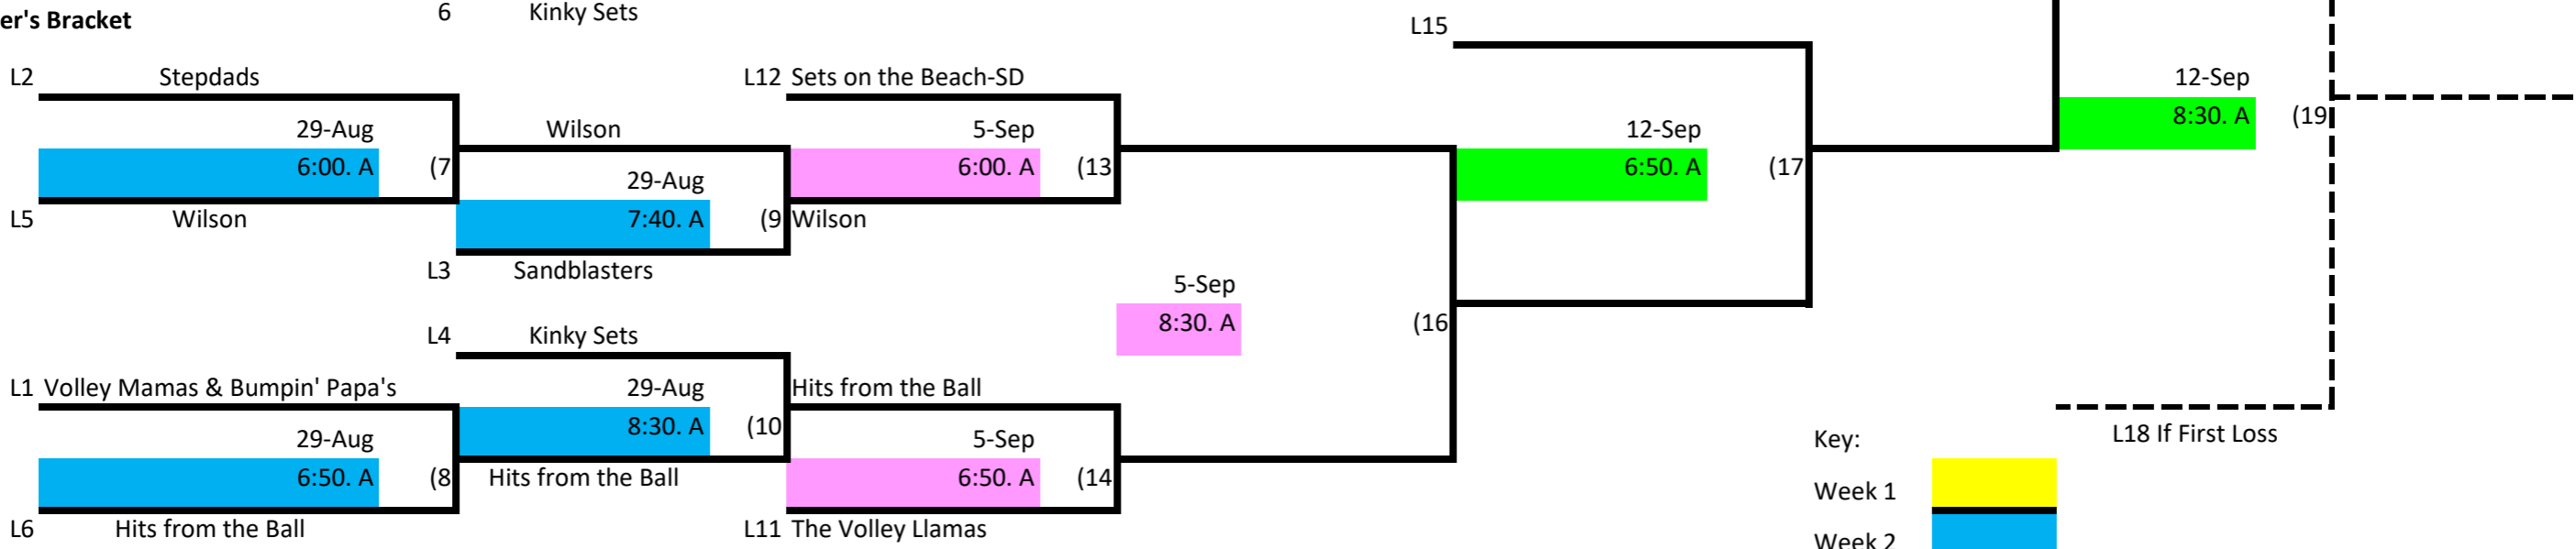 6 Kinky Sets
er's Bracket
L15
L2 Stepdads
L12 Sets on the Beach-SD
12-Sep
29-Aug
Wilson
5-Sep
12-Sep
8:30. A (19
6:00. A (7
29-Aug
6:00. A (13
6:50. A (17
L5 Wilson
7:40. A (9
Wilson
L3 Sandblasters
5-Sep
8:30. A (16
L4 Kinky Sets
L1 Volley Mamas & Bumpin' Papa's
29-Aug
Hits from the Ball
29-Aug
8:30. A (10
5-Sep
Key:
L18 If First Loss
6:50. A (8
Hits from the Ball
6:50. A (14
Week 1
L6 Hits from the Ball
L11 The Volley Llamas
Week 2